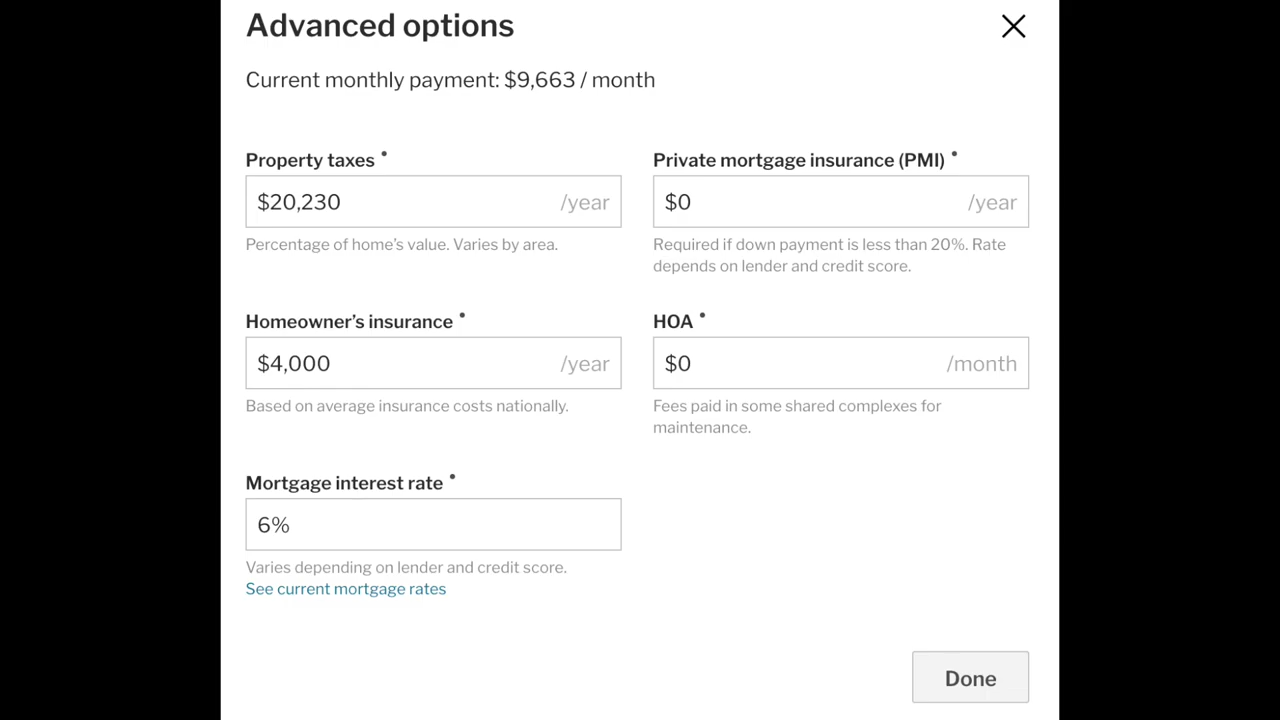 Advanced options
Current monthly payment: $9,663 / month
Property taxes •
$20,230 /year
Percentage of home’s value. Varies by area.
Private mortgage insurance (PMI) •
$0 /year
Required if down payment is less than 20%. Rate
depends on lender and credit score.
Homeowner’s insurance •
$4,000 /year
Based on average insurance costs nationally.
HOA •
$0 /month
Fees paid in some shared complexes for
maintenance.
Mortgage interest rate •
6%
Varies depending on lender and credit score.
See current mortgage rates
Done